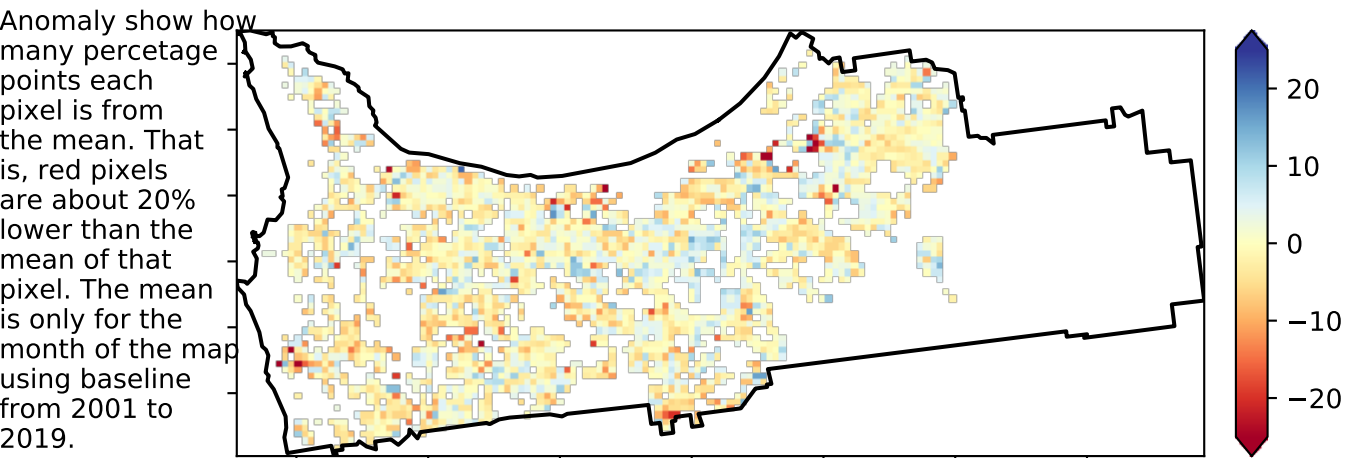 Anomaly show how
many percetage
points each
pixel is from
the mean. That
is, red pixels
are about 20%
lower than the
mean of that
pixel. The mean
is only for the
month of the map
using baseline
from 2001 to
2019.
20
10
0
−10
−20